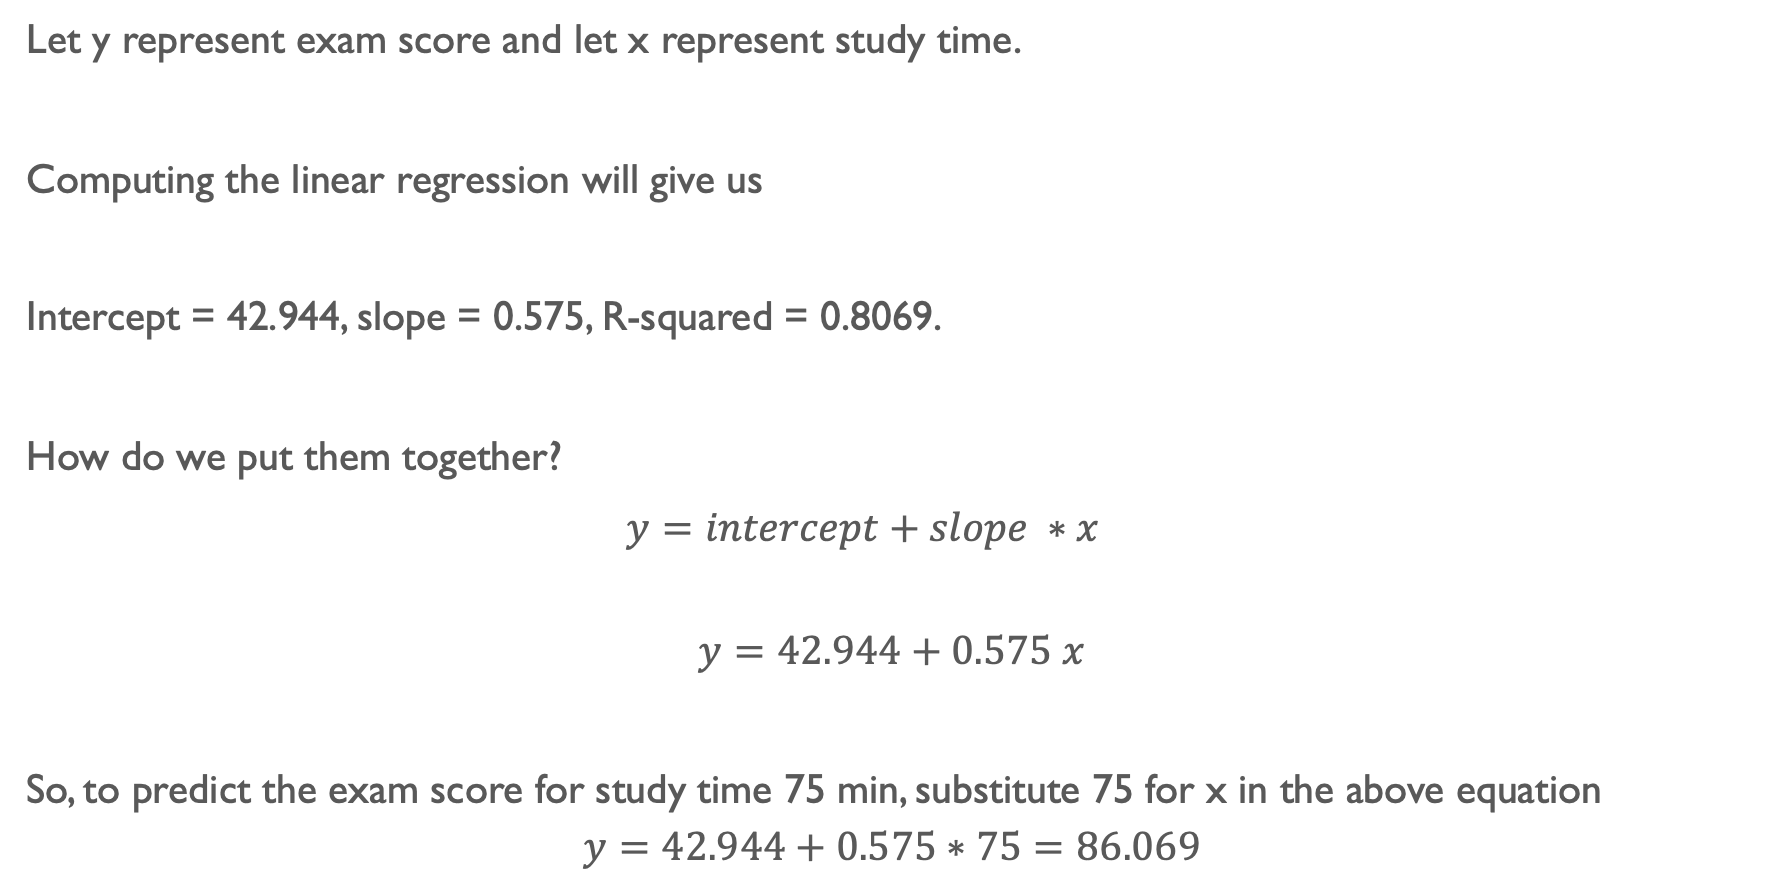 Let y represent exam score and let x represent study time.
Computing the linear regression will give us
Intercept = 42.944, slope = 0.575, R-squared = 0.8069.
How do we put them together?
y = intercept + slope * x
y = 42.944 + 0.575 x
So, to predict the exam score for study time 75 min, substitute 75 for x in the above equation
y = 42.944 + 0.575 * 75 = 86.069